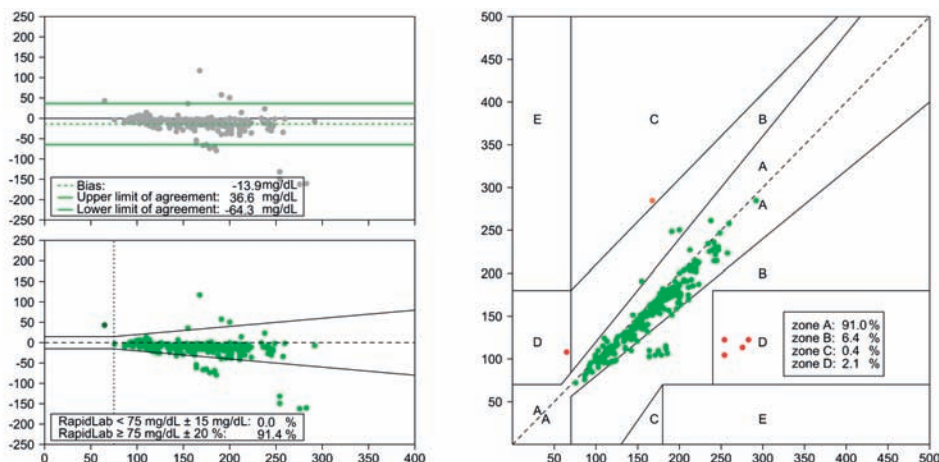 250
200
150
100
50
0
-50
-100
-150
-200
-250
Bias: -13.9 mg/dL
Upper limit of agreement: 36.6 mg/dL
Lower limit of agreement: -64.3 mg/dL
250
200
150
100
50
0
-50
-100
-150
-200
-250
RapidLab < 75 mg/dL ± 15 mg/dL: 0.0 %
RapidLab ≥ 75 mg/dL ± 20 %: 91.4 %
0 50 100 150 200 250 300 350 400
500
450
400
350
300
250
200
150
100
50
E C B
A
A
B
D D
zone A: 91.0 %
zone B: 6.4 %
zone C: 0.4 %
zone D: 2.1 %
A
A C E
0 50 100 150 200 250 300 350 400 450 500